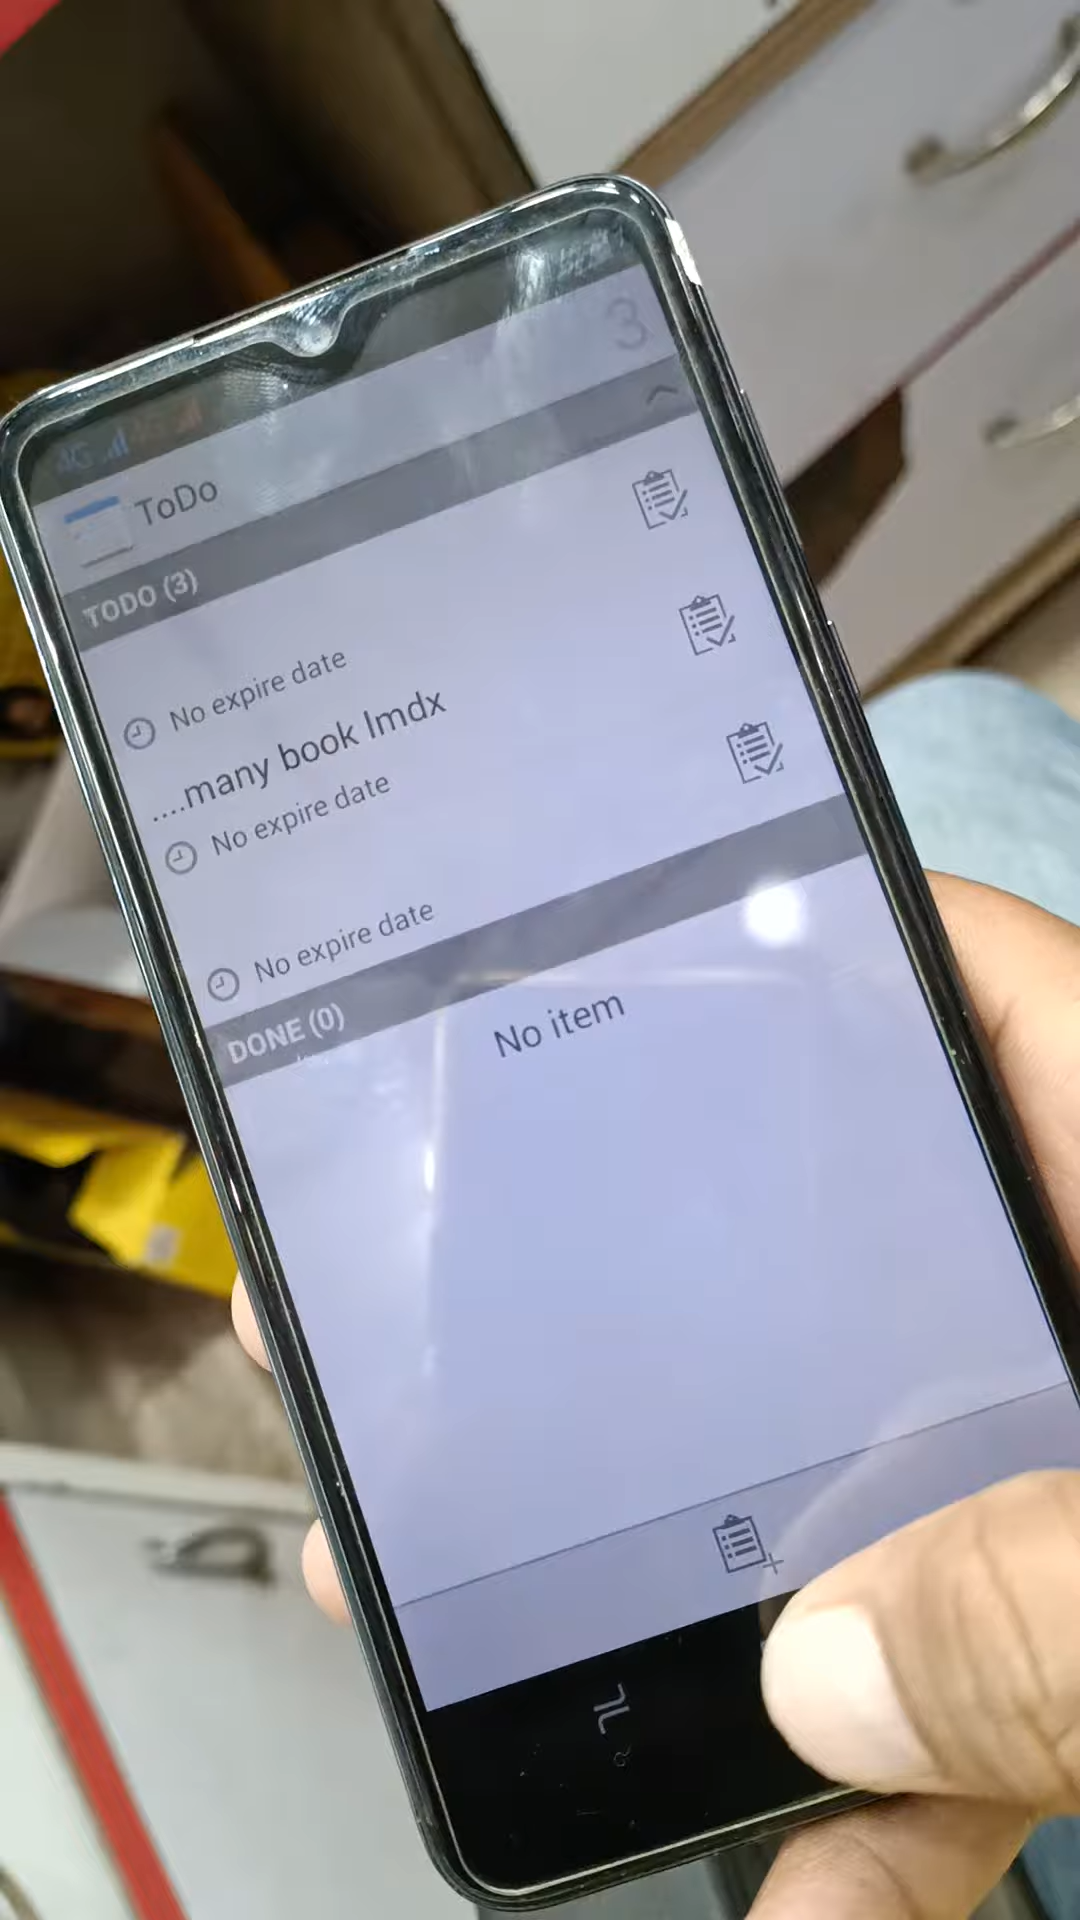 4G
3
ToDo
TODO (3)
No expire date
....many book lmdx
No expire date
No expire date
DONE (0)
No item